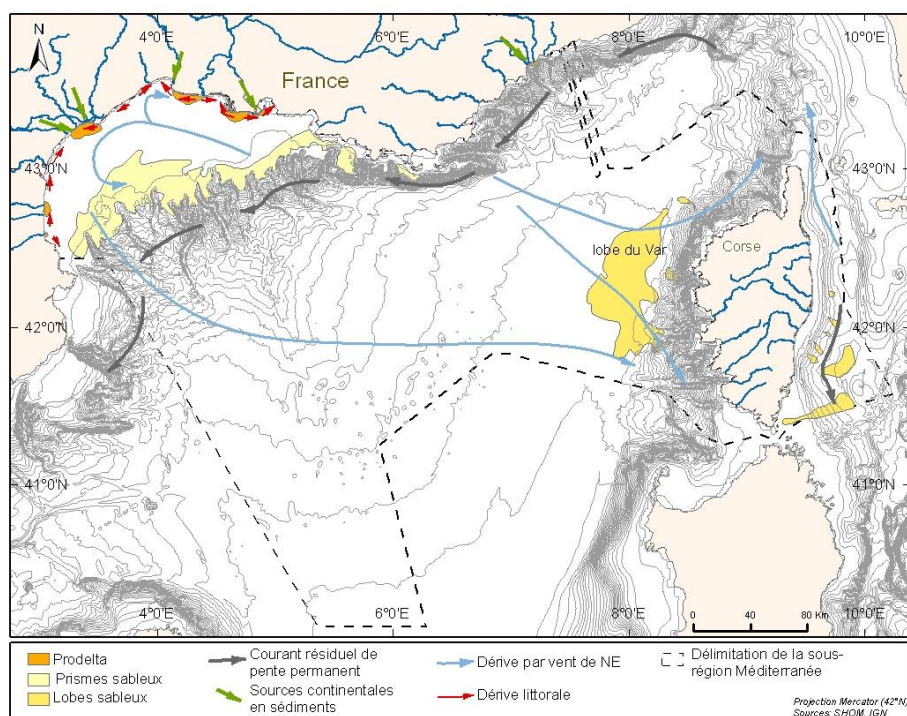 4°0'E
6°0'E
8°0'E
10°0'E
N
France
43°0'N
43°0'N
lobe du Var
Corse
42°0'N
42°0'N
41°0'N
41°0'N
4°0'E
6°0'E
8°0'E
10°0'E
0 20 40 80 Km
Prodelta
Prismes sableux
Lobes sableux
Courant résiduel de
pente permanent
Sources continentales
en sédiments
Dérive par vent de NE
Dérive littorale
Délimitation de la sous-
région Méditerranée
Projection Mercator (42°N)
Sources: SHOM, IGN